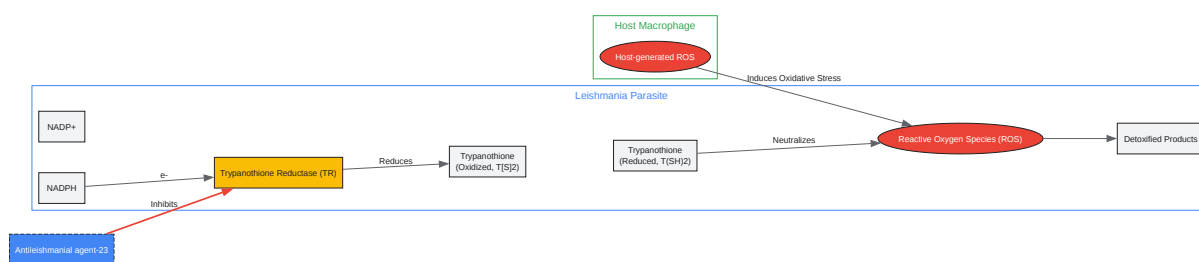 Host Macrophage
Host-generated ROS
Induces Oxidative Stress
Leishmania Parasite
NADP+
Trypanothione Reductase (TR)
Reduces
Trypanothione
(Oxidized, T[S]2)
Trypanothione
(Reduced, T(SH)2
Neutralizes
Reactive Oxygen Species (ROS)
Detoxified Products
NADPH
e-
Inhibits
Antileishmanial agent-23